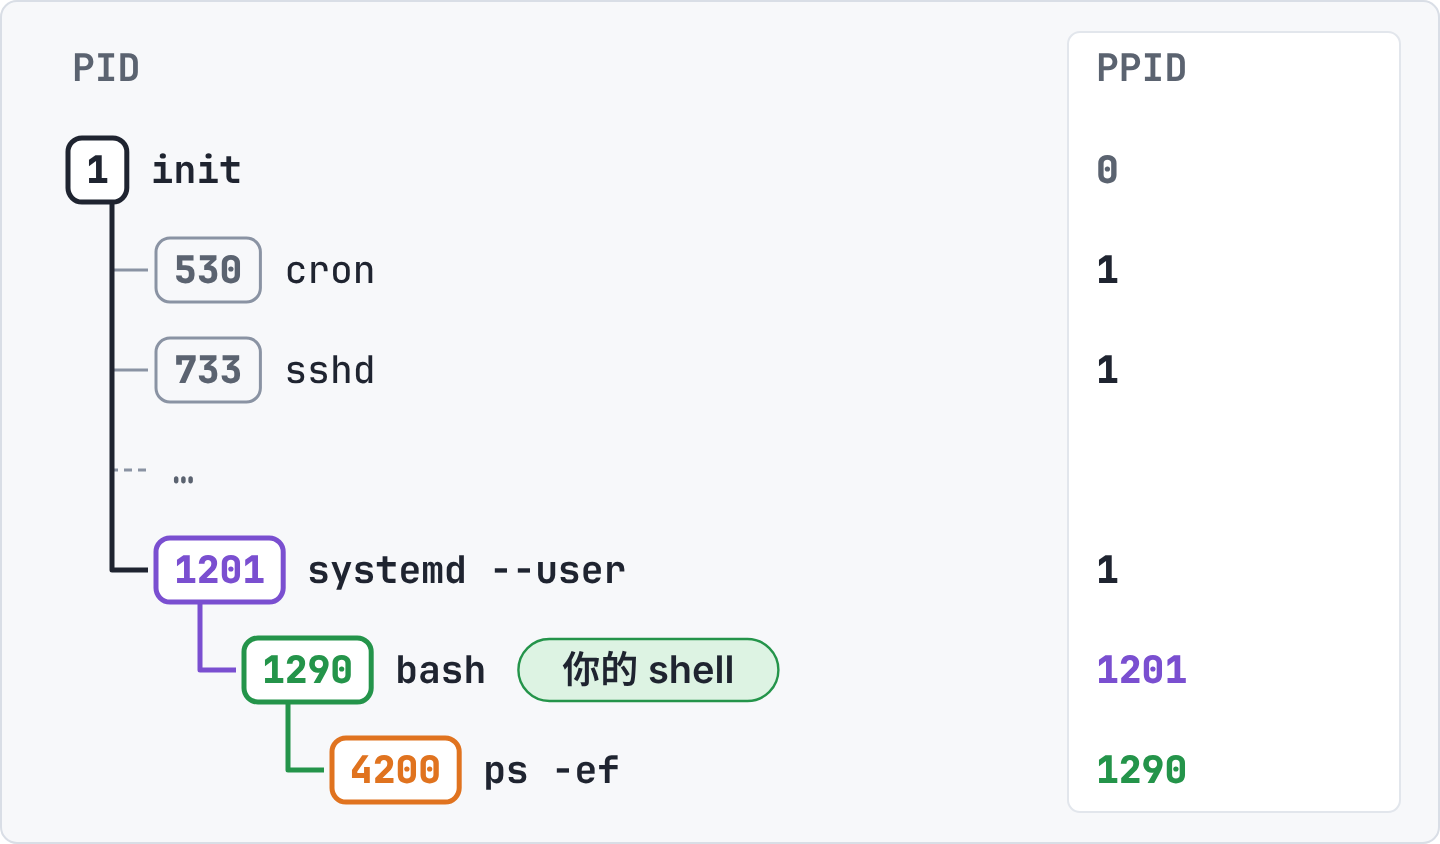 PID PPID
1 init 0
530 cron 1
733 sshd 1
…
1201 systemd --user 1
1290 bash 你的 shell 1201
4200 ps -ef 1290